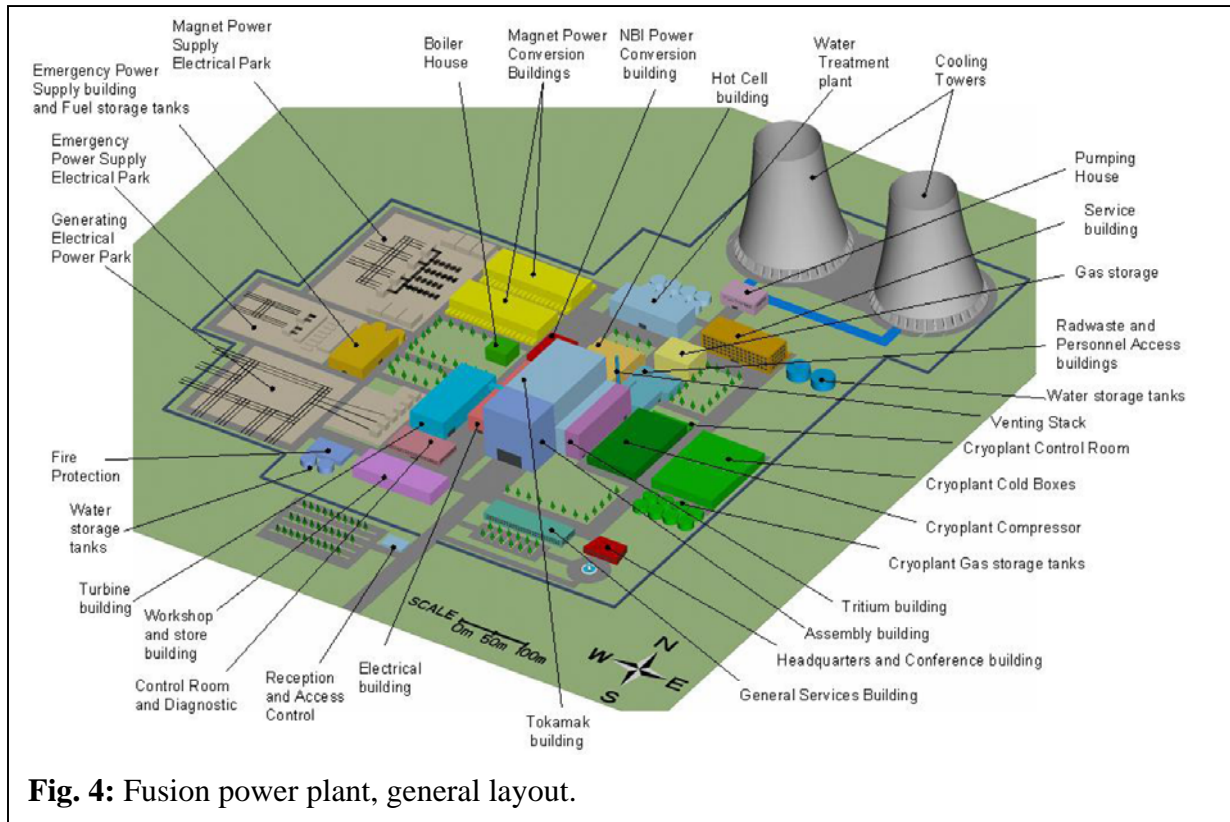 Magnet Power
Supply
Electrical Park
Boiler
House
Magnet Power
Conversion
Buildings
NBI Power
Conversion
building
Water
Treatment
plant
Cooling
Towers
Emergency Power
Supply building
and Fuel storage tanks
Hot Cell
building
Emergency
Power Supply
Electrical Park
Pumping
House
Generating
Electrical
Power Park
Service
building
Gas storage
Radwaste and
Personnel Access
buildings
Water storage tanks
Venting Stack
Cryoplant Control Room
Fire
Protection
Cryoplant Cold Boxes
Water
storage
tanks
Cryoplant Compressor
Cryoplant Gas storage tanks
Turbine
building
Workshop
and store
building
Tritium building
Assembly building
Headquarters and Conference building
General Services Building
Control Room
and Diagnostic
Reception
and Access
Control
Electrical
building
Tokamak
building
SCALE
0m 50m 100m
N
W
E
S
Fig. 4: Fusion power plant, general layout.